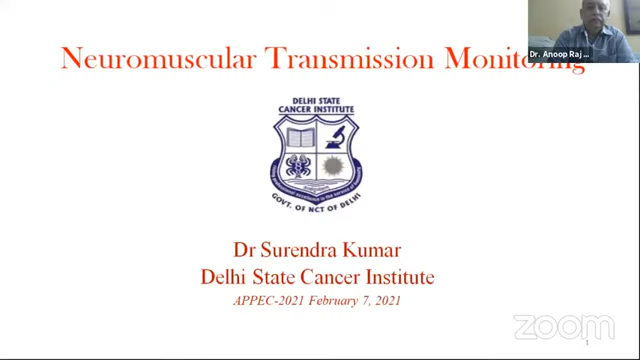 Neuromuscular Transmission Monitoring
Dr. Anoop Raj ...
DELHI STATE
CANCER INSTITUTE
GOVT. OF NCT OF DELHI
Dr Surendra Kumar
Delhi State Cancer Institute
APPEC-2021 February 7, 2021
zoom
1